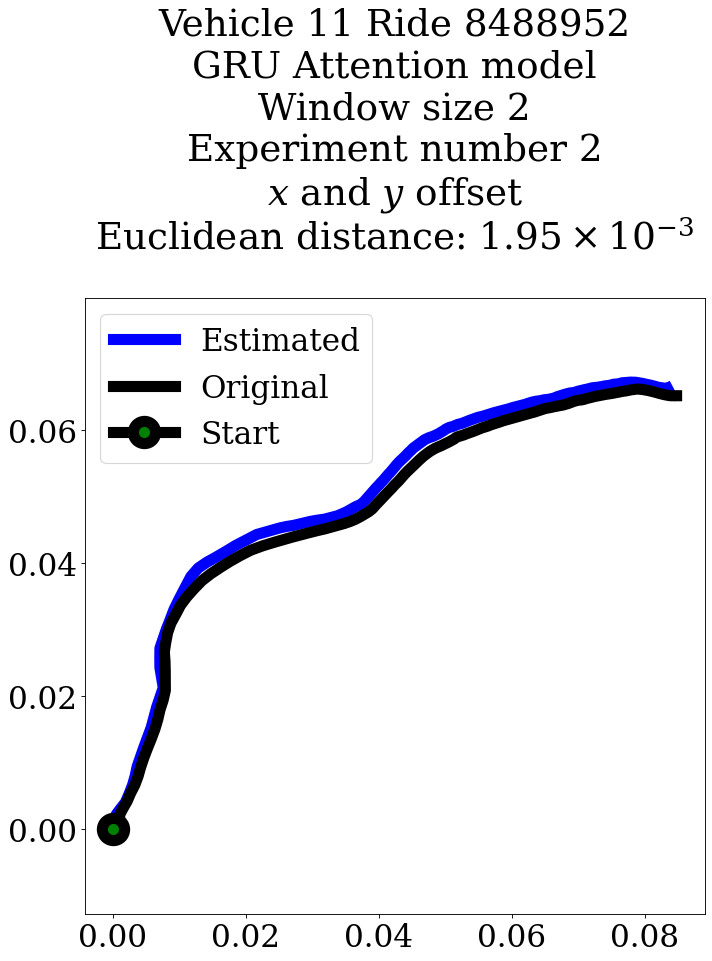 Vehicle 11 Ride 8488952
GRU Attention model
Window size 2
Experiment number 2
x and y offset
Euclidean distance: 1.95 × 10⁻³
Estimated
Original
Start
0.06
0.04
0.02
0.00
0.00 0.02 0.04 0.06 0.08